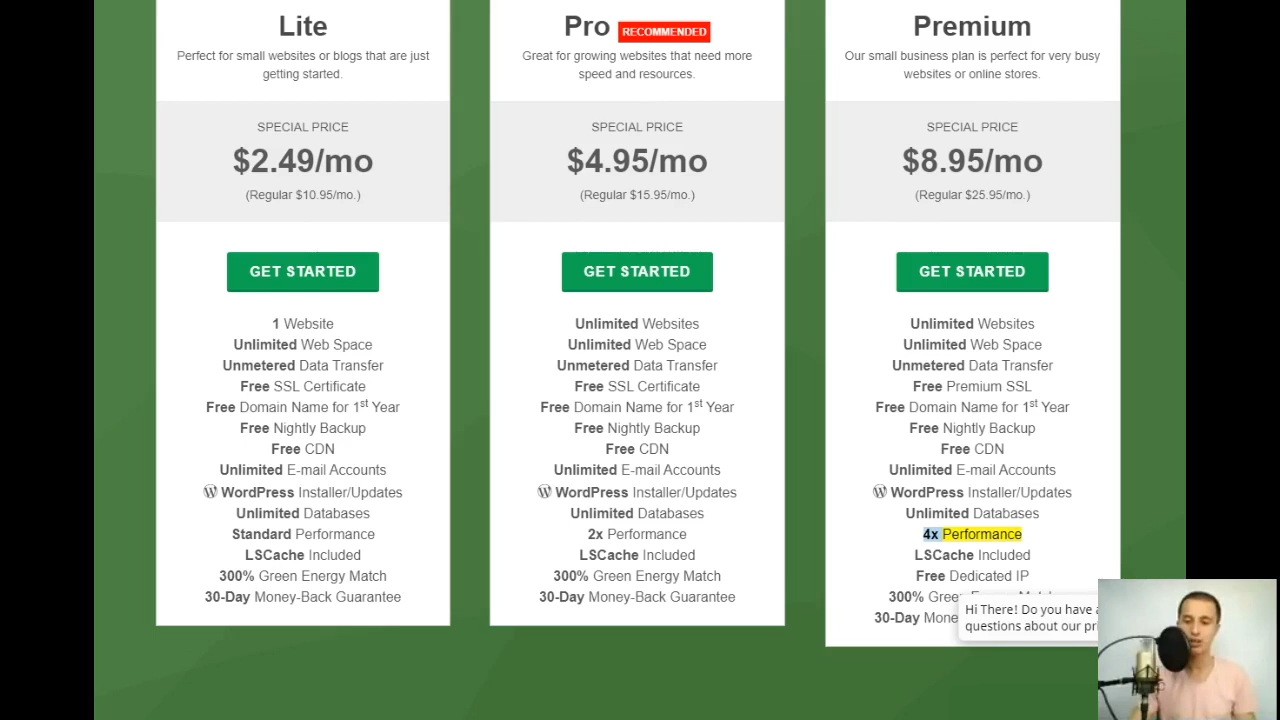 Lite
Perfect for small websites or blogs that are just
getting started.
SPECIAL PRICE
$2.49/mo
(Regular $10.95/mo.)
GET STARTED
1 Website
Unlimited Web Space
Unmetered Data Transfer
Free SSL Certificate
Free Domain Name for 1st Year
Free Nightly Backup
Free CDN
Unlimited E-mail Accounts
WordPress Installer/Updates
Unlimited Databases
Standard Performance
LSCache Included
300% Green Energy Match
30-Day Money-Back Guarantee
Pro RECOMMENDED
Great for growing websites that need more
speed and resources.
SPECIAL PRICE
$4.95/mo
(Regular $15.95/mo.)
GET STARTED
Unlimited Websites
Unlimited Web Space
Unmetered Data Transfer
Free SSL Certificate
Free Domain Name for 1st Year
Free Nightly Backup
Free CDN
Unlimited E-mail Accounts
WordPress Installer/Updates
Unlimited Databases
2x Performance
LSCache Included
300% Green Energy Match
30-Day Money-Back Guarantee
Premium
Our small business plan is perfect for very busy
websites or online stores.
SPECIAL PRICE
$8.95/mo
(Regular $25.95/mo.)
GET STARTED
Unlimited Websites
Unlimited Web Space
Unmetered Data Transfer
Free Premium SSL
Free Domain Name for 1st Year
Free Nightly Backup
Free CDN
Unlimited E-mail Accounts
WordPress Installer/Updates
Unlimited Databases
4x Performance
LSCache Included
Free Dedicated IP
300%
30-Day
Hi There! Do you have
questions about our